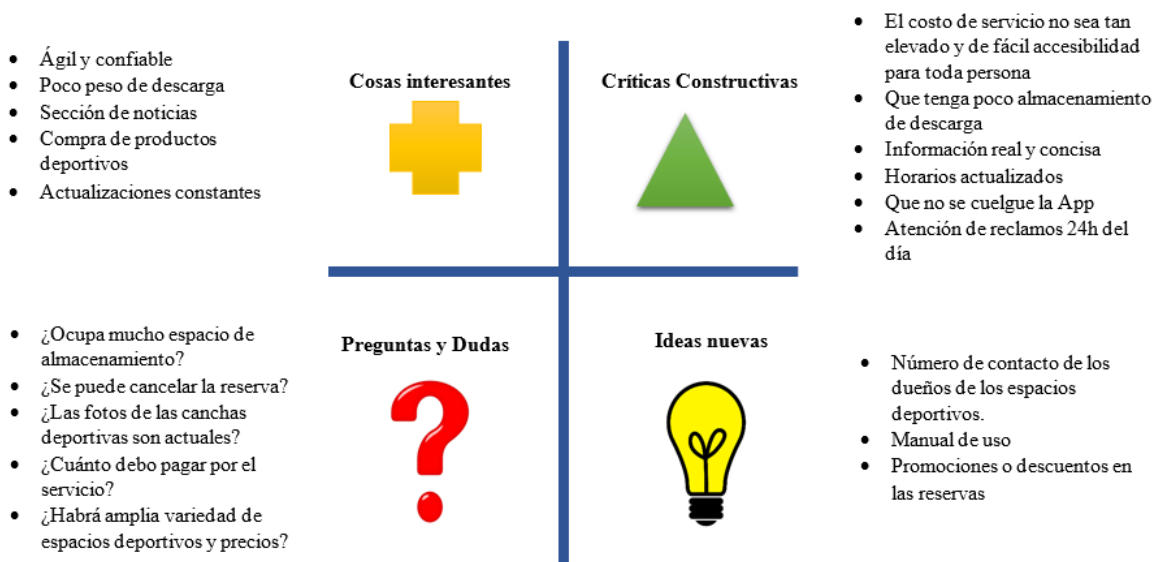 Cosas interesantes
• Ágil y confiable
• Poco peso de descarga
• Sección de noticias
• Compra de productos
deportivos
• Actualizaciones constantes
Críticas Constructivas
• El costo de servicio no sea tan
elevado y de fácil accesibilidad
para toda persona
• Que tenga poco almacenamiento
de descarga
• Información real y concisa
• Horarios actualizados
• Que no se cuelgue la App
• Atención de reclamos 24h del
día
Preguntas y Dudas
• ¿Ocupa mucho espacio de
almacenamiento?
• ¿Se puede cancelar la reserva?
• ¿Las fotos de las canchas
deportivas son actuales?
• ¿Cuánto debo pagar por el
servicio?
• ¿Habrá amplia variedad de
espacios deportivos y precios?
Ideas nuevas
• Número de contacto de los
dueños de los espacios
deportivos.
• Manual de uso
• Promociones o descuentos en
las reservas